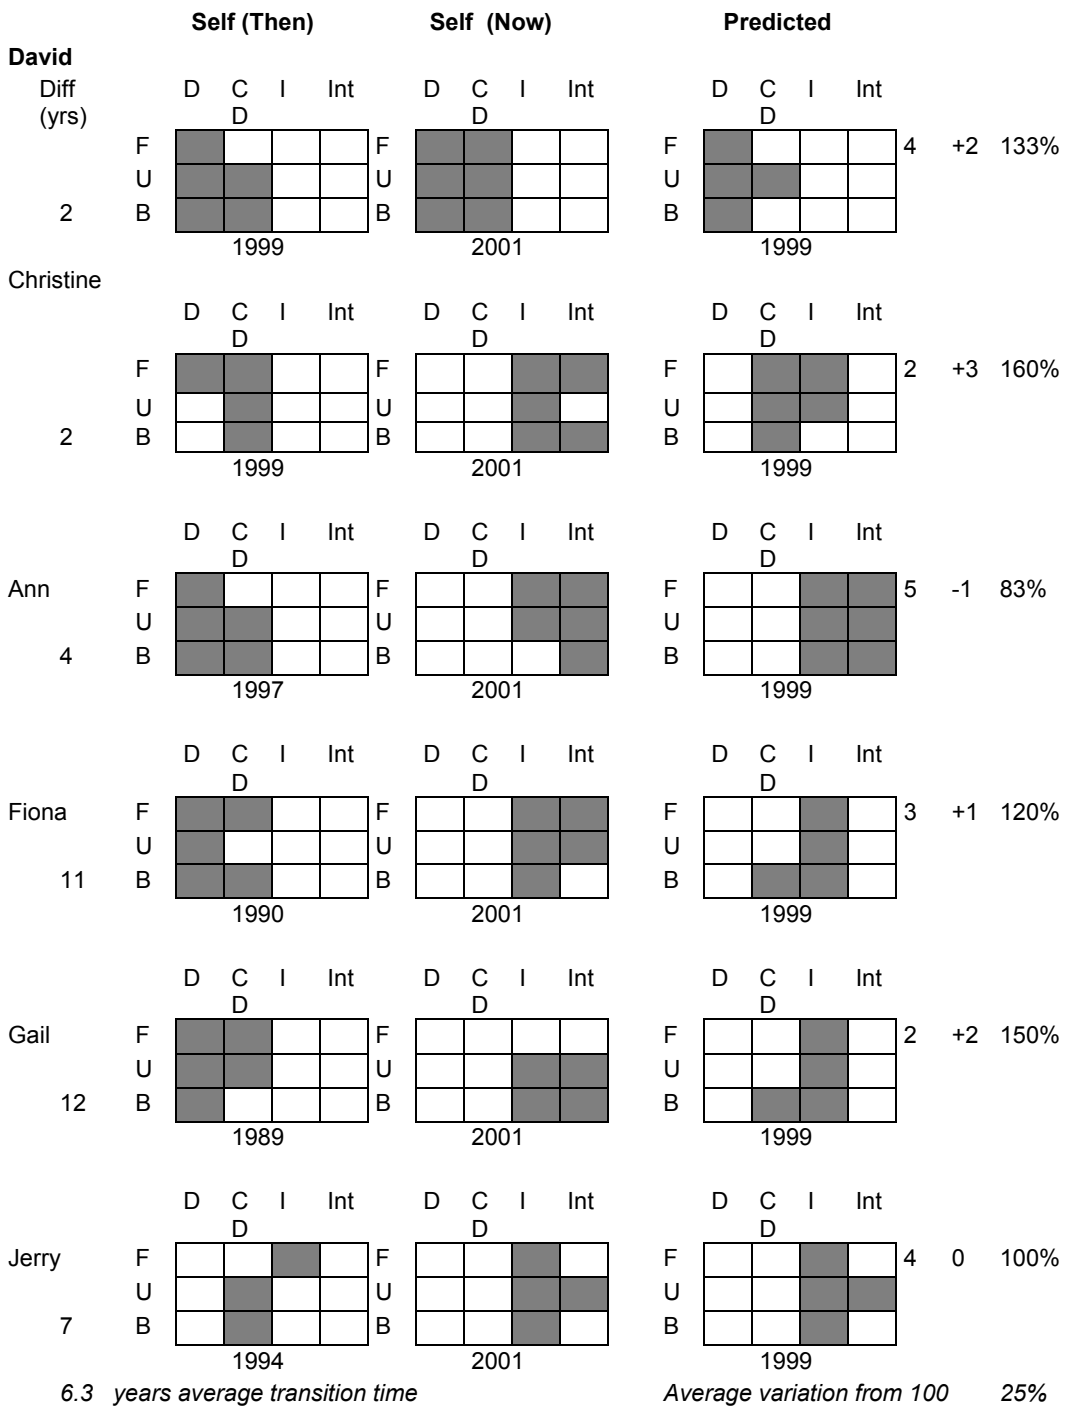 Self (Then) Self (Now) Predicted
David
Diff D C I Int D C I Int D C I Int
(yrs) D D D
F F F 4 +2 133%
U U U
2 B B B
1999 2001 1999
Christine
D C I Int D C I Int D C I Int
D D D
F F F 2 +3 160%
U U U
2 B B B
1999 2001 1999
D C I Int D C I Int D C I Int
D D D
Ann F F F 5 -1 83%
U U U
4 B B B
1997 2001 1999
D C I Int D C I Int D C I Int
D D D
Fiona F F F 3 +1 120%
U U U
11 B B B
1990 2001 1999
D C I Int D C I Int D C I Int
D D D
Gail F F F 2 +2 150%
U U U
12 B B B
1989 2001 1999
D C I Int D C I Int D C I Int
D D D
Jerry F F F 4 0 100%
U U U
7 B B B
1994 2001 1999
6.3 years average transition time Average variation from 100 25%